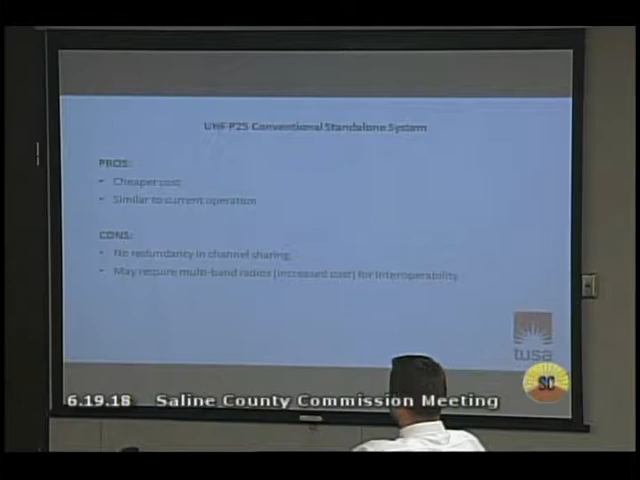 UHF P25 Conventional Standalone System
PROS:
• Cheaper cost
• Similar to current operation
CONS:
• No redundancy in channel sharing
• May require multi-band radios (increased cost) for interoperability
tusa
SC
6.19.18 Saline County Commission Meeting